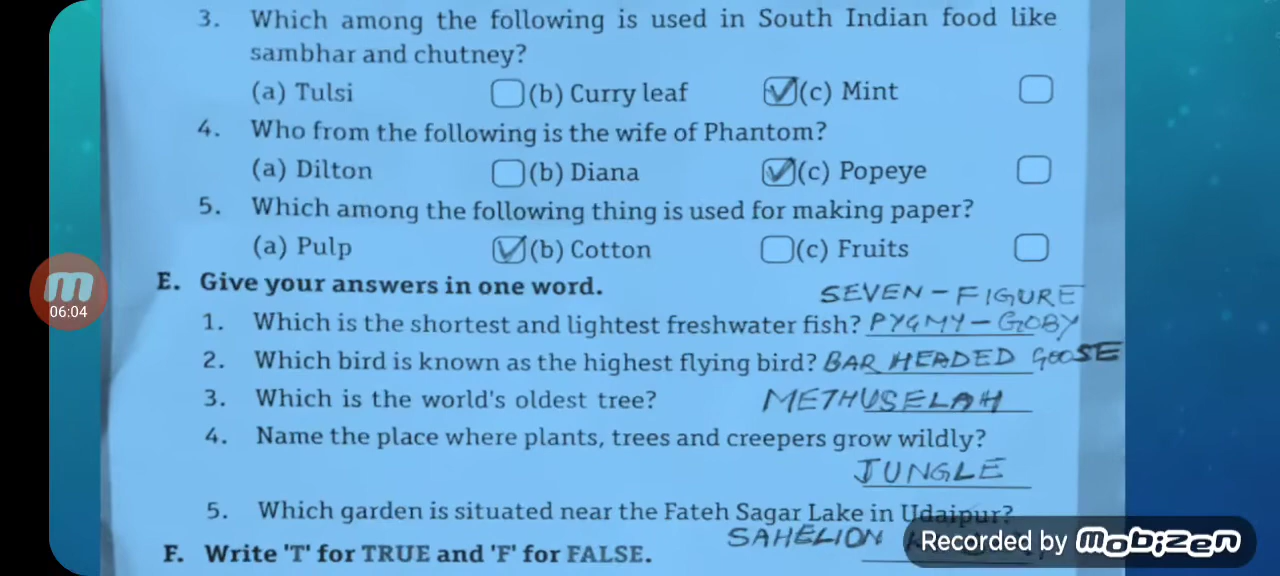 3. Which among the following is used in South Indian food like
sambhar and chutney?
(a) Tulsi (b) Curry leaf (c) Mint
4. Who from the following is the wife of Phantom?
(a) Dilton (b) Diana (c) Popeye
5. Which among the following thing is used for making paper?
(a) Pulp (b) Cotton (c) Fruits
E. Give your answers in one word.
SEVEN-FIGURE
1. Which is the shortest and lightest freshwater fish? PYGMY-GOBY
2. Which bird is known as the highest flying bird? BAR HEADED GOOSE
3. Which is the world's oldest tree? METHUSELAH
4. Name the place where plants, trees and creepers grow wildly?
JUNGLE
5. Which garden is situated near the Fateh Sagar Lake in Udaipur?
SAHELION
F. Write 'T' for TRUE and 'F' for FALSE.
06:04
Recorded by Mobizen